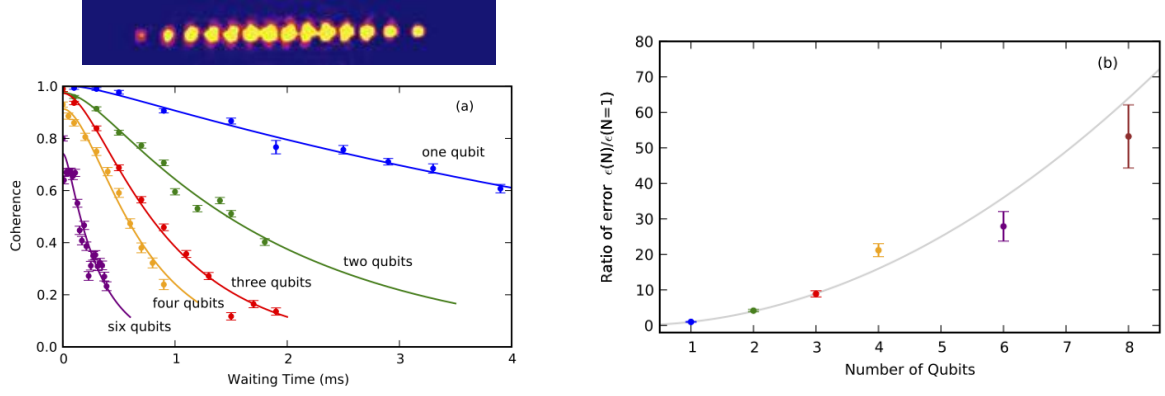 (a)
1.0
0.8
0.6
0.4
0.2
0.0
Coherence
one qubit
two qubits
three qubits
four qubits
six qubits
0 1 2 3 4
Waiting Time (ms)
(b)
80
70
60
50
40
30
20
10
0
Ratio of error ϵ(N)/ϵ(N=1)
1 2 3 4 5 6 7 8
Number of Qubits